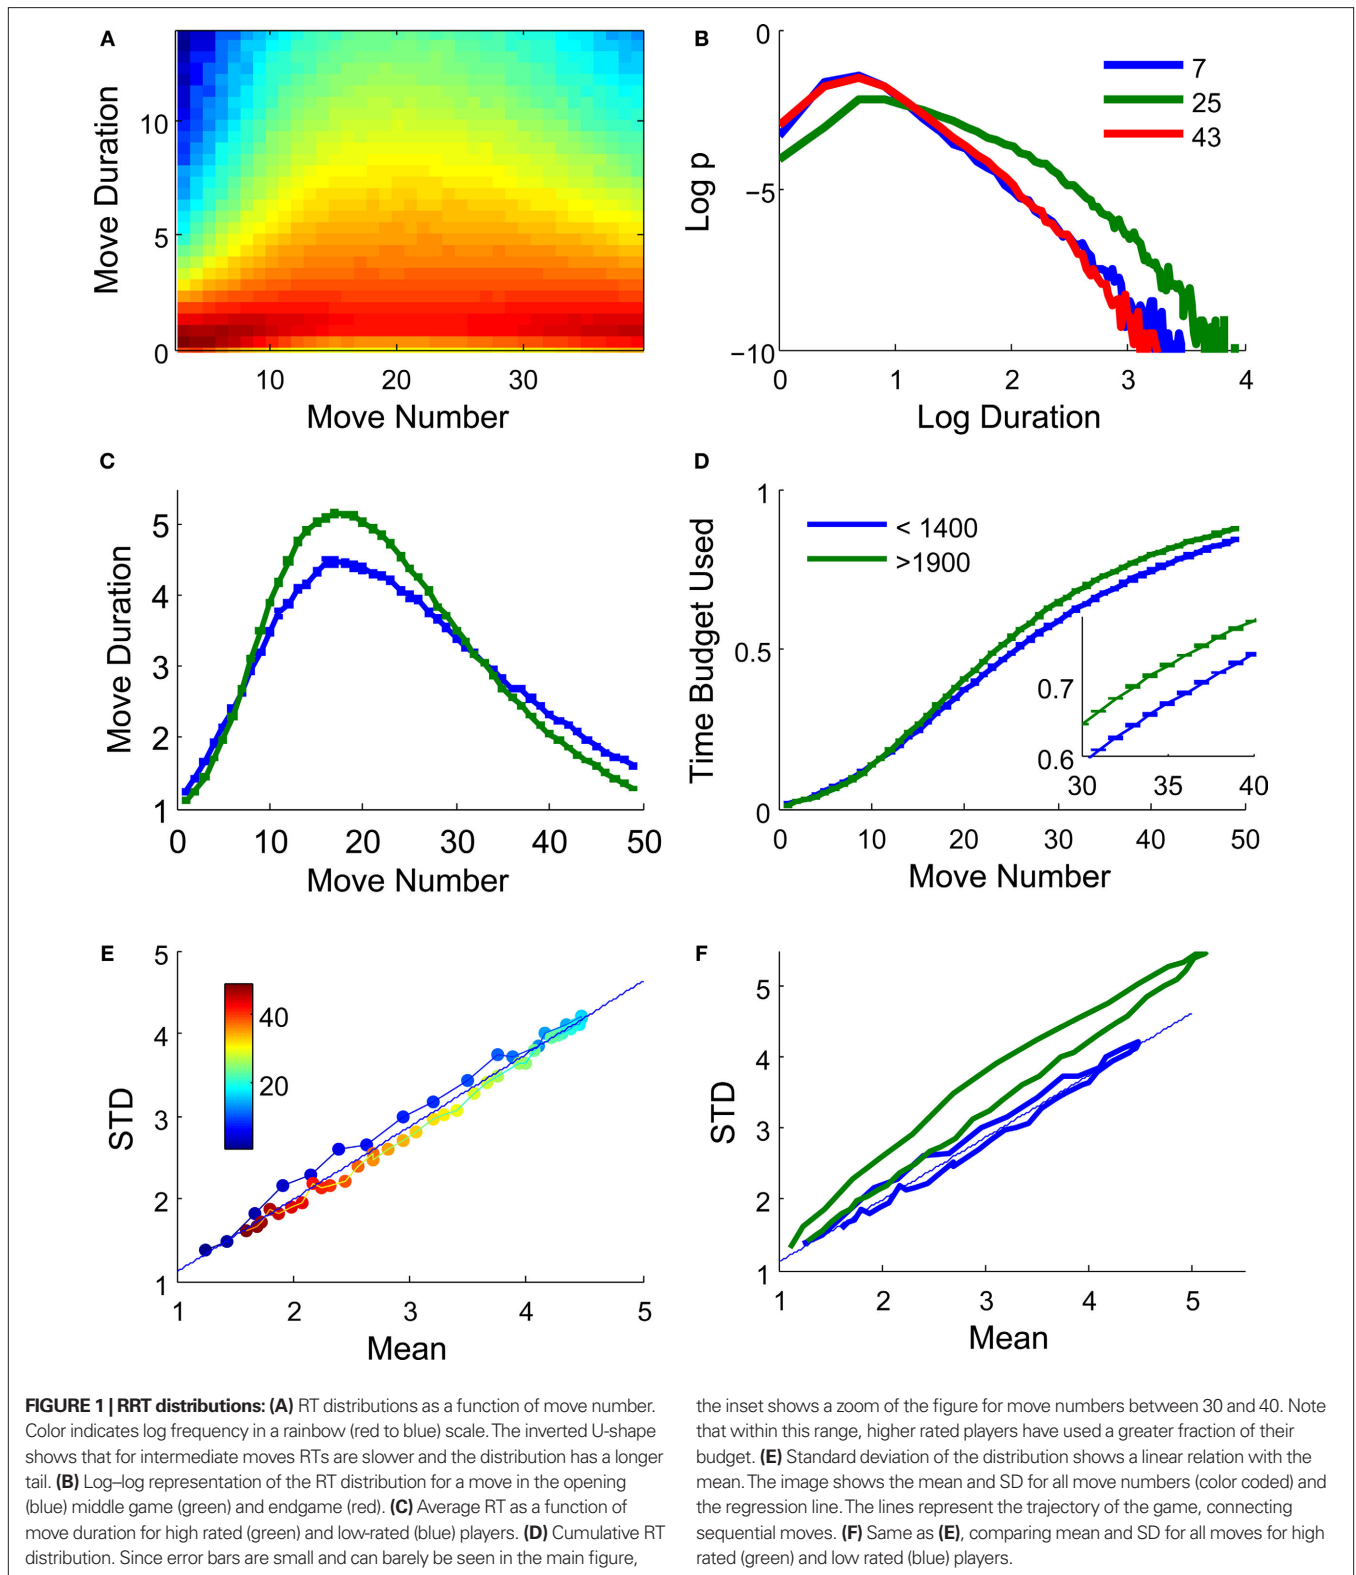 A
10
5
0
Move Duration
10
20
30
Move Number
B
0
−5
−10
Log p
7
25
43
0
1
2
3
4
Log Duration
C
5
4
3
2
1
Move Duration
0
10
20
30
40
50
Move Number
D
1
0.5
0
Time Budget Used
< 1400
>1900
0.7
0.6
30
35
40
0
10
20
30
40
50
Move Number
E
5
4
3
2
1
STD
40
20
1
2
3
4
5
Mean
F
5
4
3
2
1
STD
1
2
3
4
5
Mean
FIGURE 1 | RRT distributions: (A) RT distributions as a function of move number.
Color indicates log frequency in a rainbow (red to blue) scale. The inverted U-shape
shows that for intermediate moves RTs are slower and the distribution has a longer
tail. (B) Log–log representation of the RT distribution for a move in the opening
(blue) middle game (green) and endgame (red). (C) Average RT as a function of
move duration for high rated (green) and low-rated (blue) players. (D) Cumulative RT
distribution. Since error bars are small and can barely be seen in the main figure,
the inset shows a zoom of the figure for move numbers between 30 and 40. Note
that within this range, higher rated players have used a greater fraction of their
budget. (E) Standard deviation of the distribution shows a linear relation with the
mean. The image shows the mean and SD for all move numbers (color coded) and
the regression line. The lines represent the trajectory of the game, connecting
sequential moves. (F) Same as (E), comparing mean and SD for all moves for high
rated (green) and low rated (blue) players.